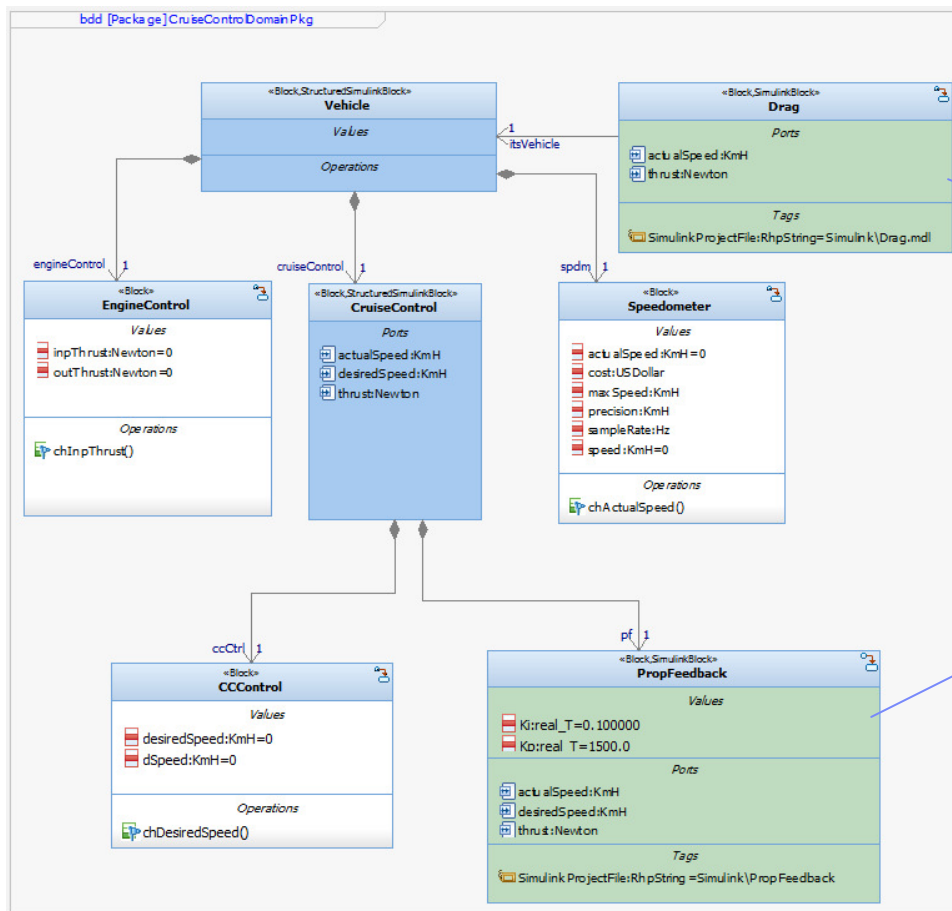 bdd [Package]CruiseControlDomainPkg
«Block,StructuredSimulinkBlock»
Vehicle
Values
Operations
«Block,SimulinkBlock»
Drag
Ports
actualSpeed:KmH
thrust:Newton
Tags
SimulinkProjectFile:RhpString=Simulink\Drag.mdl
1
itsVehicle
engineControl 1
cruiseControl 1
spdm 1
«Block»
EngineControl
Values
inpThrust:Newton=0
outThrust:Newton=0
Operations
chInpThrust()
«Block,StructuredSimulinkBlock»
CruiseControl
Ports
actualSpeed:KmH
desiredSpeed:KmH
thrust:Newton
«Block»
Speedometer
Values
actualSpeed:KmH=0
cost:USDollar
maxSpeed:KmH
precision:KmH
sampleRate:Hz
speed:KmH=0
Operations
chActualSpeed()
ccCtrl 1
pf 1
«Block»
CCControl
Values
desiredSpeed:KmH=0
dSpeed:KmH=0
Operations
chDesiredSpeed()
«Block,SimulinkBlock»
PropFeedback
Values
Ki:real_T=0.100000
Kp:real_T=1500.0
Ports
actualSpeed:KmH
desiredSpeed:KmH
thrust:Newton
Tags
SimulinkProjectFile:RhpString=Simulink\PropFeedback